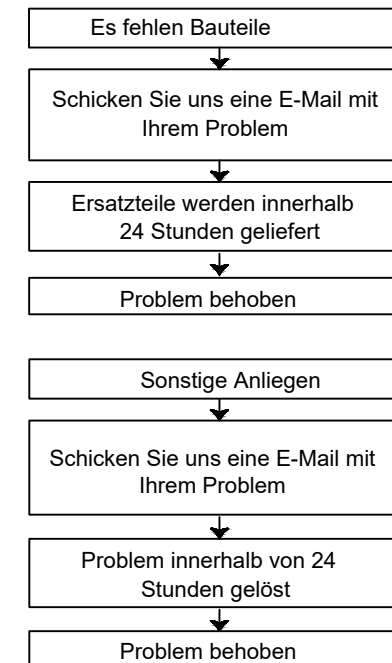 Es fehlen Bauteile
Schicken Sie uns eine E-Mail mit
Ihrem Problem
Ersatzteile werden innerhalb
24 Stunden geliefert
Problem behoben
Sonstige Anliegen
Schicken Sie uns eine E-Mail mit
Ihrem Problem
Problem innerhalb von 24
Stunden gelöst
Problem behoben